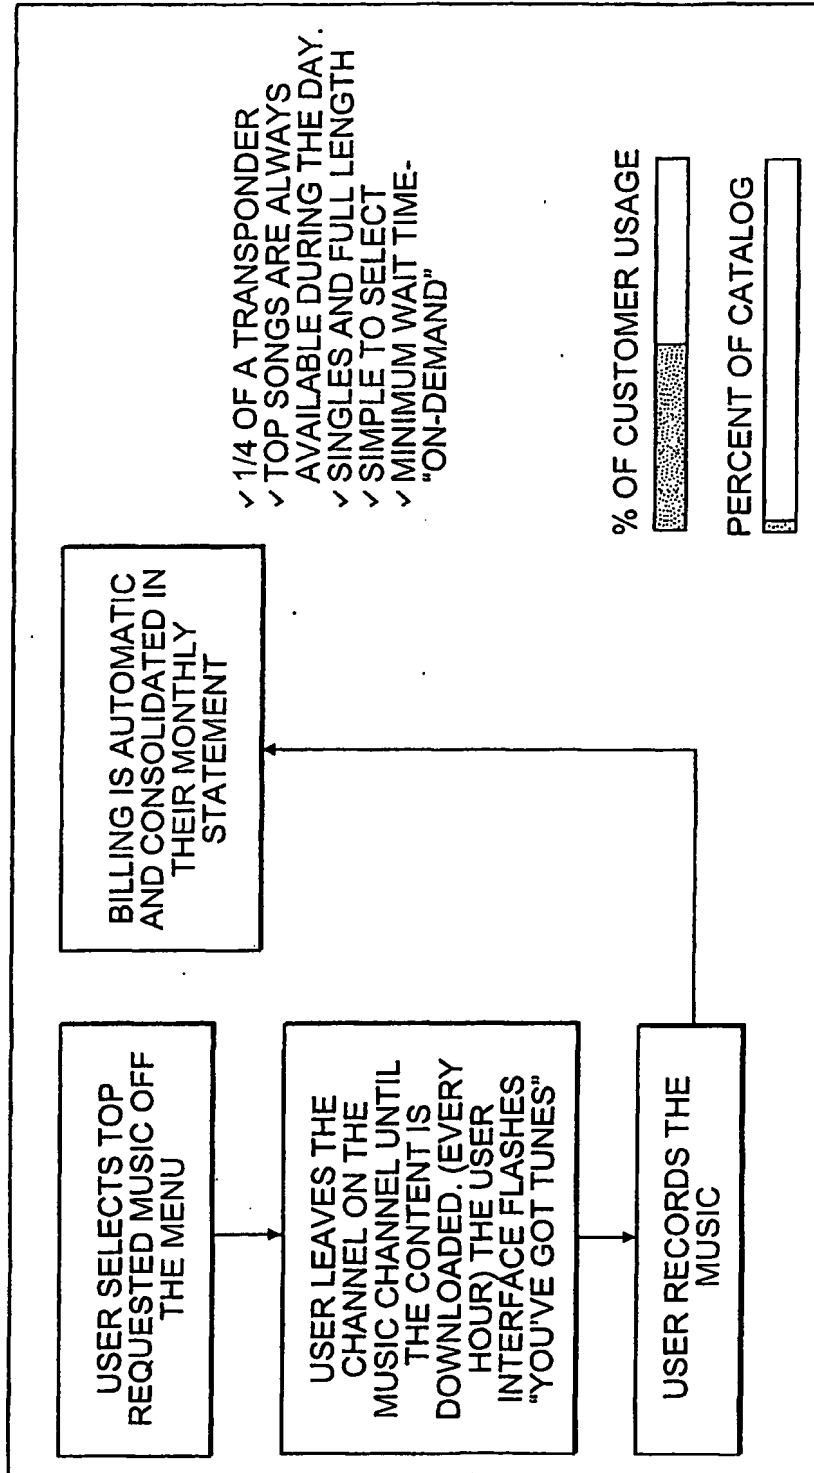 USER SELECTS TOP
REQUESTED MUSIC OFF
THE MENU
USER LEAVES THE
CHANNEL ON THE
MUSIC CHANNEL UNTIL
THE CONTENT IS
DOWNLOADED. (EVERY
HOUR) THE USER
INTERFACE FLASHES
"YOU'VE GOT TUNES"
USER RECORDS THE
MUSIC
BILLING IS AUTOMATIC
AND CONSOLIDATED IN
THEIR MONTHLY
STATEMENT
✓ 1/4 OF A TRANSPONDER
✓ TOP SONGS ARE ALWAYS
AVAILABLE DURING THE DAY.
✓ SINGLES AND FULL LENGTH
✓ SIMPLE TO SELECT
✓ MINIMUM WAIT TIME-
"ON-DEMAND"
% OF CUSTOMER USAGE
PERCENT OF CATALOG